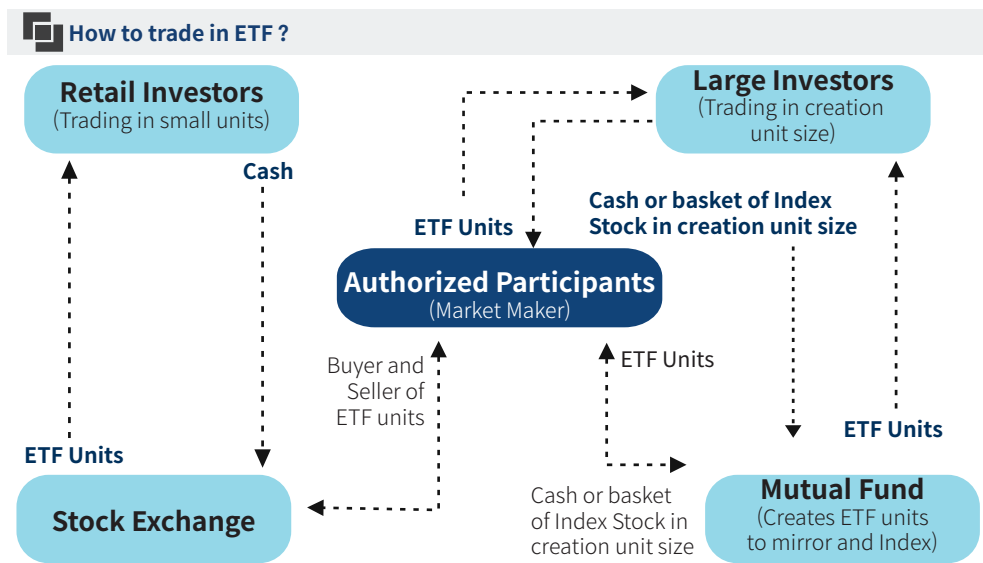 How to trade in ETF ?
Retail Investors
(Trading in small units)
Large Investors
(Trading in creation
unit size)
Cash
ETF Units
Cash or basket of Index
Stock in creation unit size
Authorized Participants
(Market Maker)
Buyer and
Seller of
ETF units
ETF Units
ETF Units
ETF Units
Stock Exchange
Cash or basket
of Index Stock in
creation unit size
Mutual Fund
(Creates ETF units
to mirror and Index)